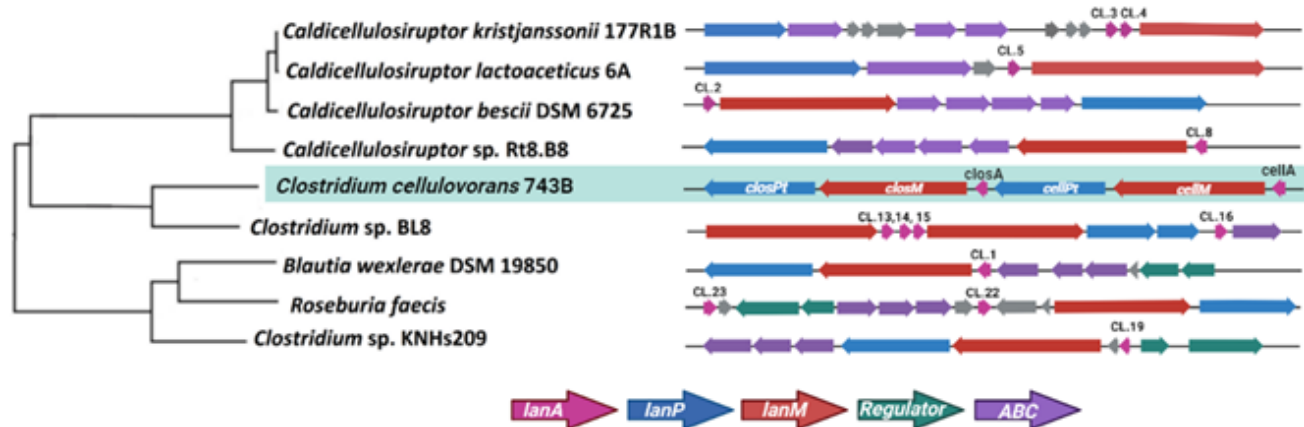 Caldicellulosiruptor kristjanssonii 177R1B
CL.3 CL.4
Caldicellulosiruptor lactoaceticus 6A
CL.5
Caldicellulosiruptor bescii DSM 6725
CL.2
Caldicellulosiruptor sp. Rt8.B8
CL.8
Clostridium cellulovorans 743B
closPt closM closA cellPt cellM cellA
Clostridium sp. BL8
CL.13,14, 15 CL.16
Blautia wexlerae DSM 19850
CL.1
Roseburia faecis
CL.23 CL.22
Clostridium sp. KNHs209
CL.19
lanA lanP lanM Regulator ABC